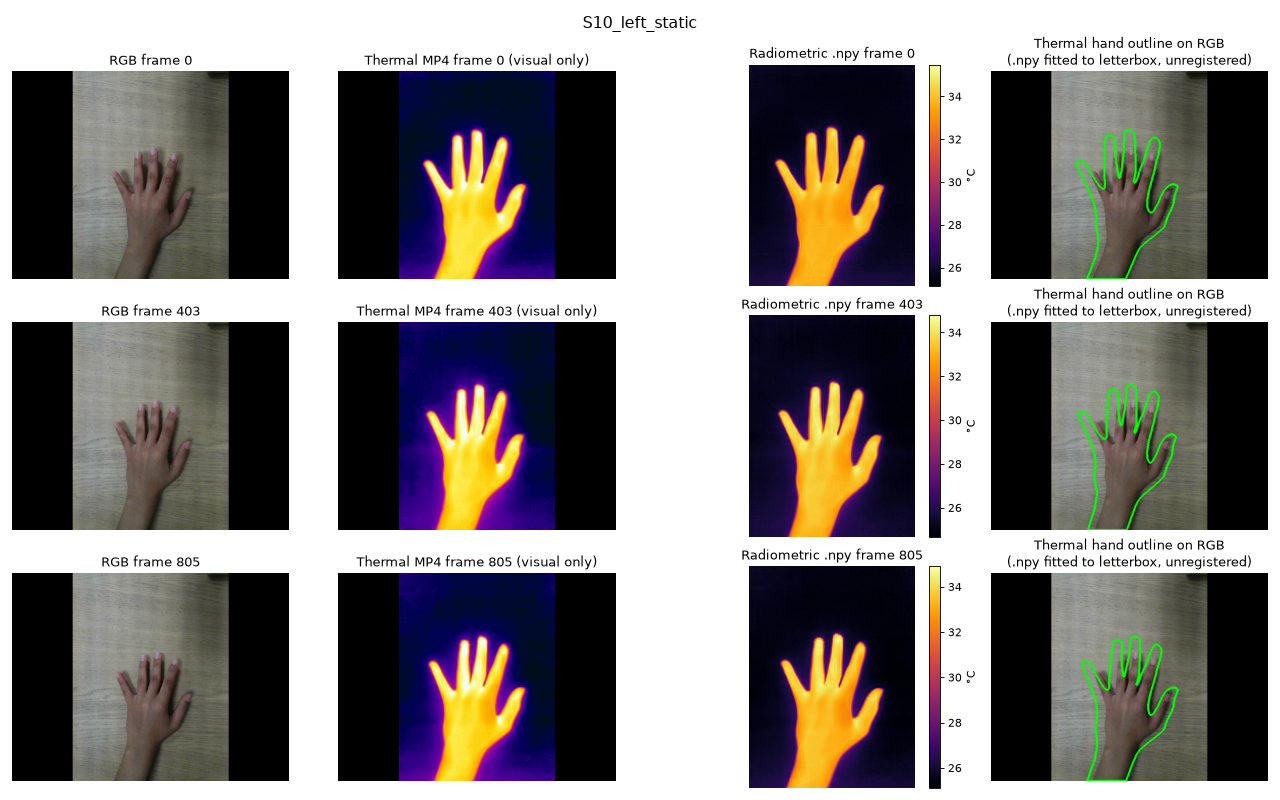 S10_left_static
RGB frame 0
Thermal MP4 frame 0 (visual only)
Radiometric .npy frame 0
Thermal hand outline on RGB
(.npy fitted to letterbox, unregistered)
34
32
30
28
26
°C
RGB frame 403
Thermal MP4 frame 403 (visual only)
Radiometric .npy frame 403
Thermal hand outline on RGB
(.npy fitted to letterbox, unregistered)
34
32
30
28
26
°C
RGB frame 805
Thermal MP4 frame 805 (visual only)
Radiometric .npy frame 805
Thermal hand outline on RGB
(.npy fitted to letterbox, unregistered)
34
32
30
28
26
°C